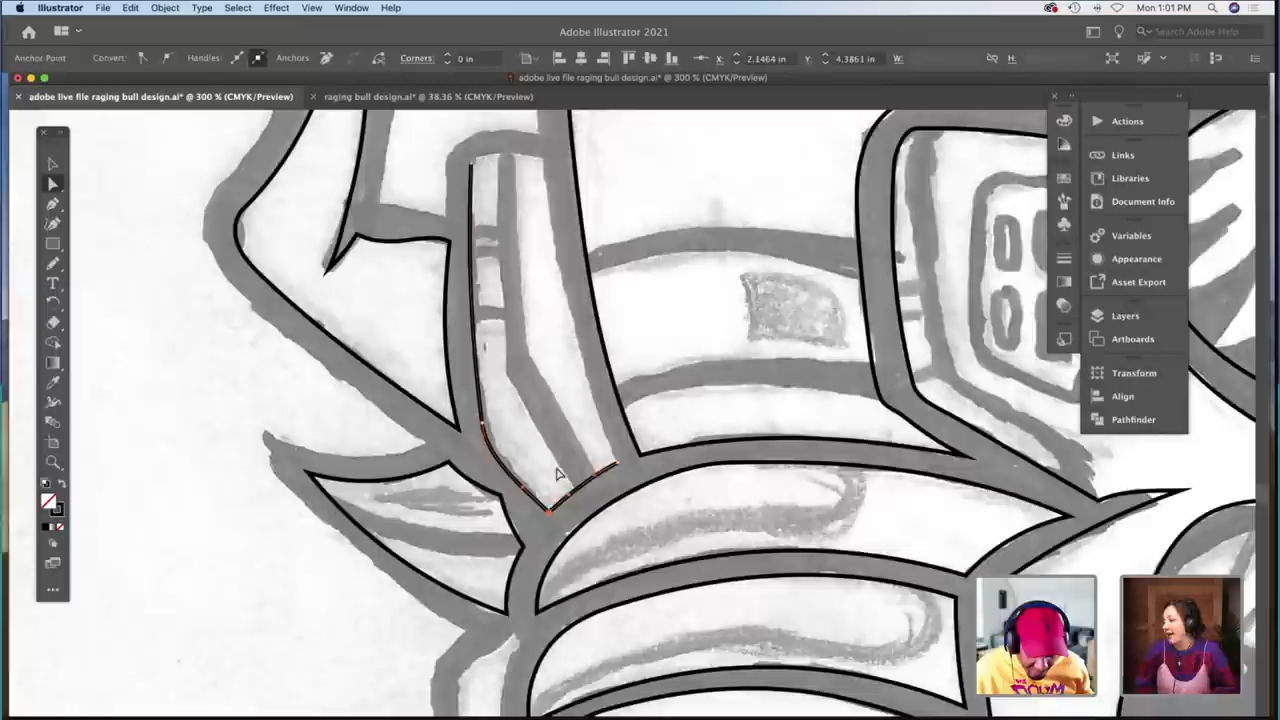 Illustrator File Edit Object Type Select Effect View Window Help Mon 1:01 PM
Adobe Illustrator 2021 Search Adobe Help
Anchor Point Convert: Handles: Anchors Corners: 0 in X: 2.1464 in Y: 4.3861 in W: H:
adobe live file raging bull design.ai* @ 300 % (CMYK/Preview)
adobe live file raging bull design.ai* @ 300 % (CMYK/Preview) raging bull design.ai* @ 38.36 % (CMYK/Preview)
Actions
Links
Libraries
Document Info
Variables
Appearance
Asset Export
Layers
Artboards
Transform
Align
Pathfinder